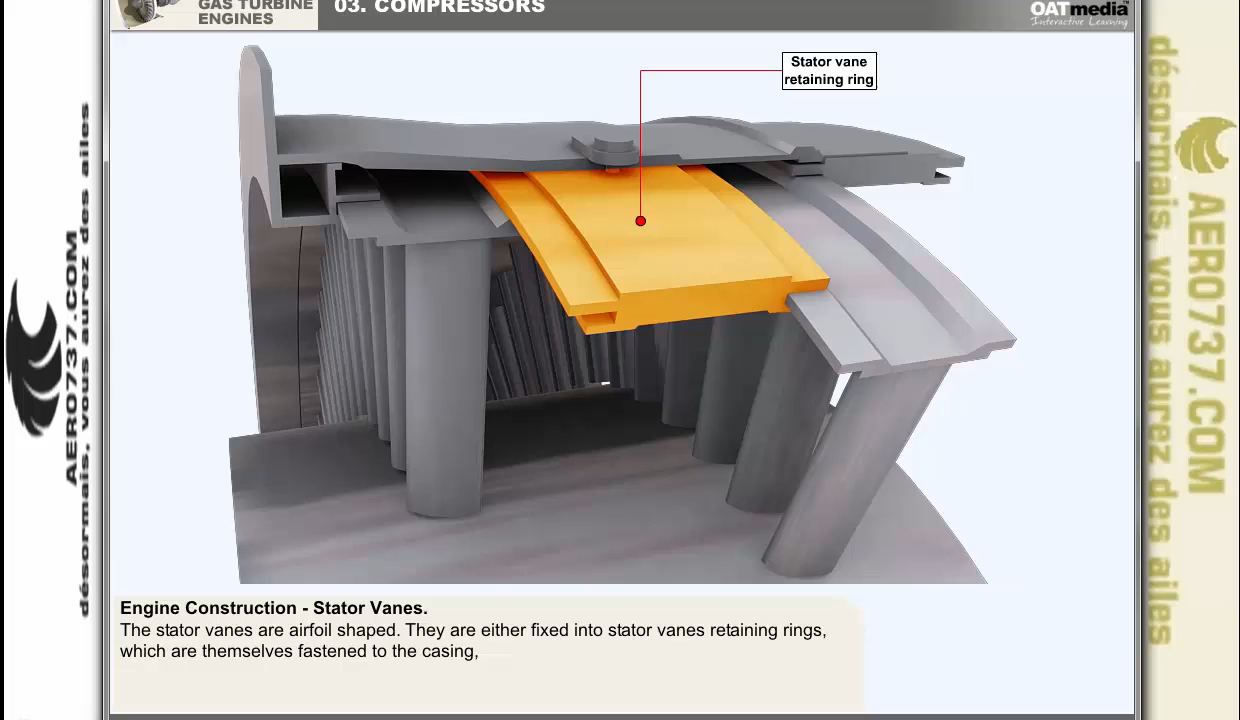 GAS TURBINE
ENGINES
03. COMPRESSORS
OATmedia™
Interactive Learning
Stator vane
retaining ring
AERO737.COM
désormais, vous aurez des ailes
AERO737.COM
désormais, vous aurez des ailes
Engine Construction - Stator Vanes.
The stator vanes are airfoil shaped. They are either fixed into stator vanes retaining rings,
which are themselves fastened to the casing,